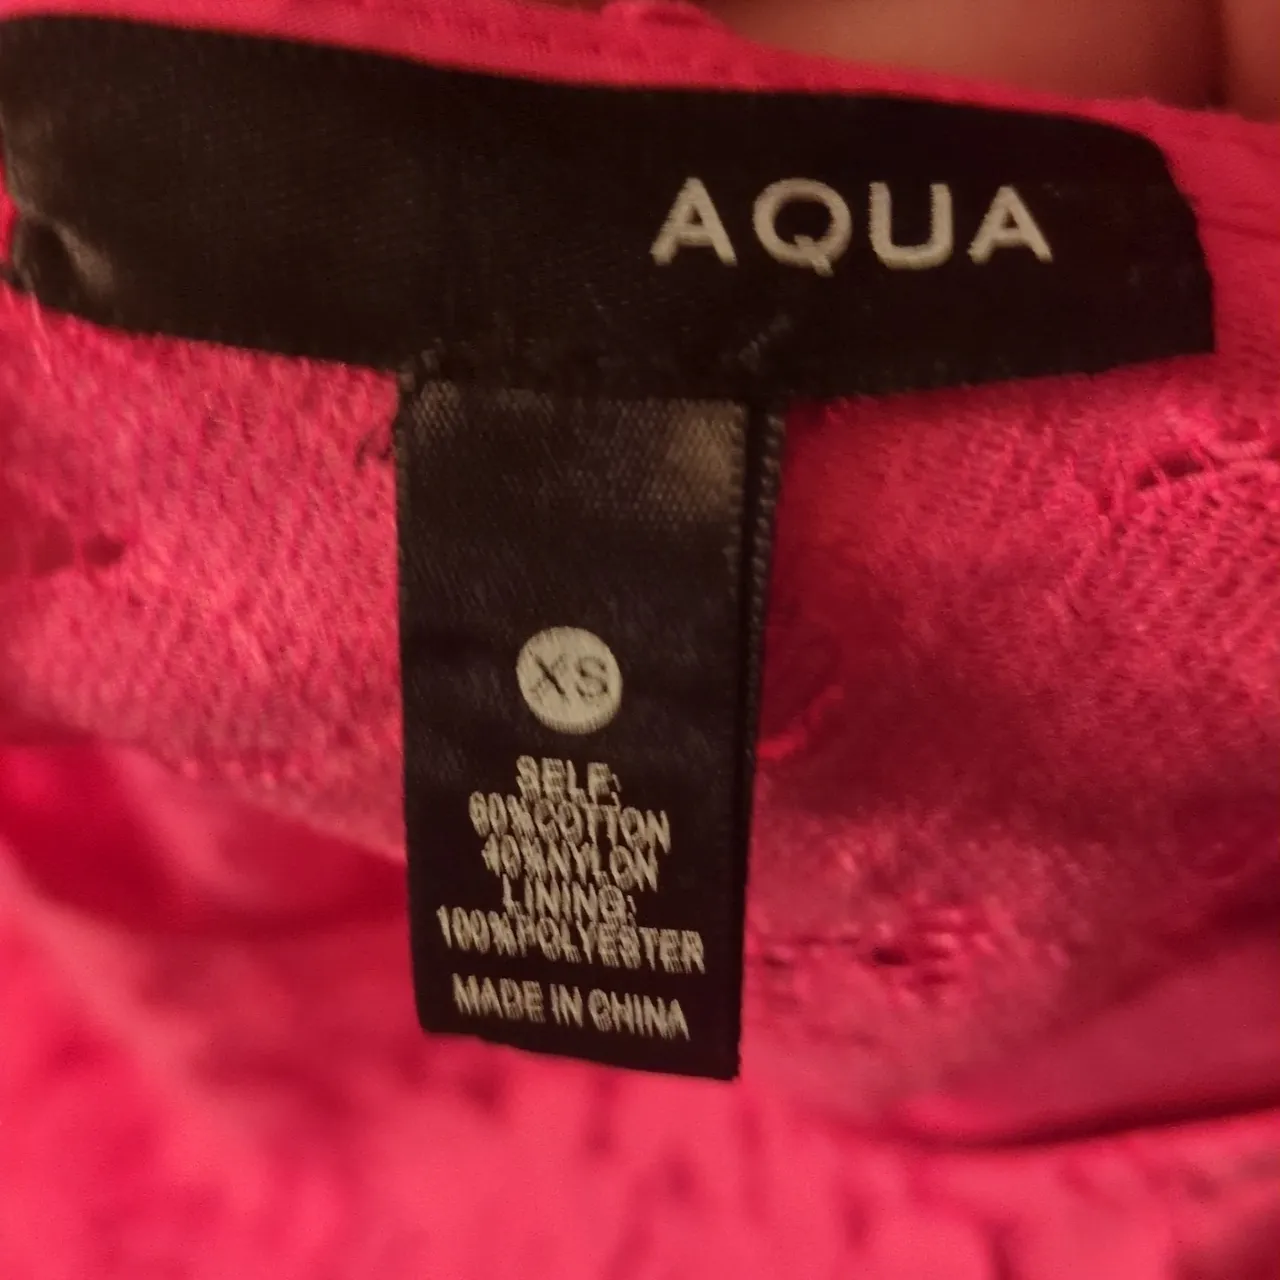 AQUA
XS
SELF:
60%COTTON
40%NYLON
LINING:
100%POLYESTER
MADE IN CHINA